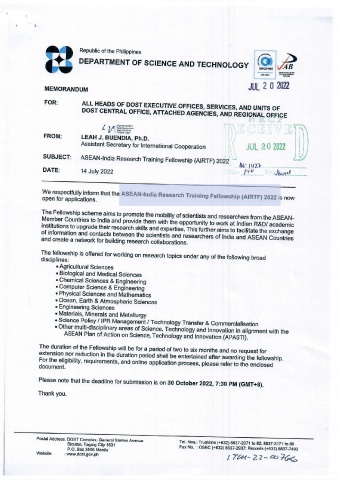 Republic of the Philippines
DEPARTMENT OF SCIENCE AND TECHNOLOGY
JUL 20 2022
MEMORANDUM
FOR: ALL HEADS OF DOST EXECUTIVE OFFICES, SERVICES, AND UNITS OF
DOST CENTRAL OFFICE, ATTACHED AGENCIES, AND REGIONAL OFFICE
RECEIVED
FROM: LEAH J. BUENDIA, Ph.D.
Assistant Secretary for International Cooperation
JUL 20 2022
SUBJECT: ASEAN-India Research Training Fellowship (AIRTF) 2022
DATE: 14 July 2022
We respectfully inform that the ASEAN-India Research Training Fellowship (AIRTF) 2022 is now
open for applications.
The Fellowship scheme aims to promote the mobility of scientists and researchers from the ASEAN-
Member Countries to India and provide them with the opportunity to work at Indian R&D/ academic
institutions to upgrade their research skills and expertise. This further aims to facilitate the exchange
of information and contacts between the scientists and researchers of India and ASEAN Countries
and create a network for building research collaborations.
The fellowship is offered for working on research topics under any of the following broad
disciplines:
• Agricultural Sciences
• Biological and Medical Sciences
• Chemical Sciences & Engineering
• Computer Science & Engineering
• Physical Sciences and Mathematics
• Ocean, Earth & Atmospheric Sciences
• Engineering Sciences
• Materials, Minerals and Metallurgy
• Science Policy / IPR Management / Technology Transfer & Commercialisation
• Other multi-disciplinary areas of Science, Technology and Innovation in alignment with the
ASEAN Plan of Action on Science, Technology and Innovation (APASTI).
The duration of the Fellowship will be for a period of two to six months and no request for
extension nor reduction in the duration period shall be entertained after awarding the fellowship.
For the eligibility, requirements, and online application process, please refer to the enclosed
document.
Please note that the deadline for submission is on 30 October 2022, 7:30 PM (GMT+8).
Thank you.
Postal Address: DOST Complex, General Santos Avenue
Bicutan, Taguig City 1631
P.O. Box 3596 Manila
Website : www.dost.gov.ph
Tel. Nos.: Trunkline (+632) 8837-2071 to 82, 8837-3171 to 89
Fax No. : OSEC (+632) 8837-2937; Records (+632) 8837-7493